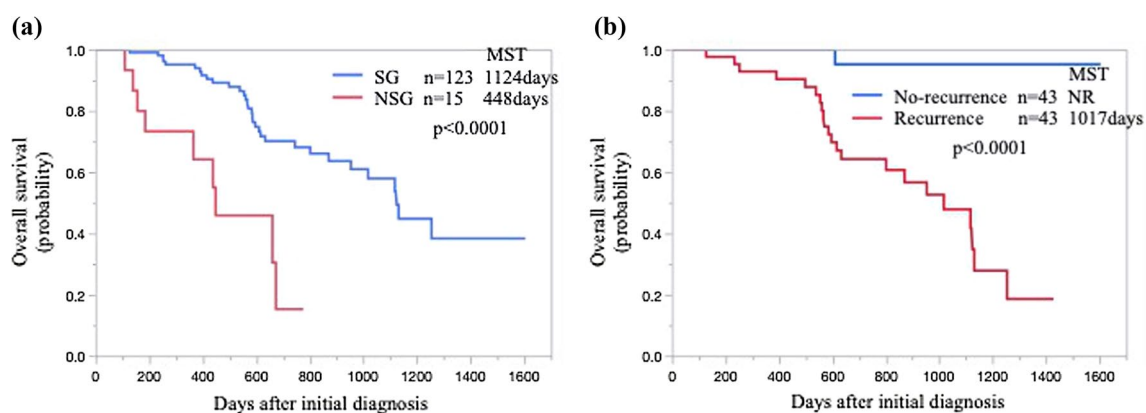 (a)
MST
SG n=123 1124days
NSG n=15 448days
p<0.0001
Overall survival
(probability)
1.0
0.8
0.6
0.4
0.2
0.0
0 200 400 600 800 1000 1200 1400 1600
Days after initial diagnosis
(b)
MST
No-recurrence n=43 NR
Recurrence n=43 1017days
p<0.0001
Overall survival
(probability)
1.0
0.8
0.6
0.4
0.2
0.0
0 200 400 600 800 1000 1200 1400 1600
Days after initial diagnosis